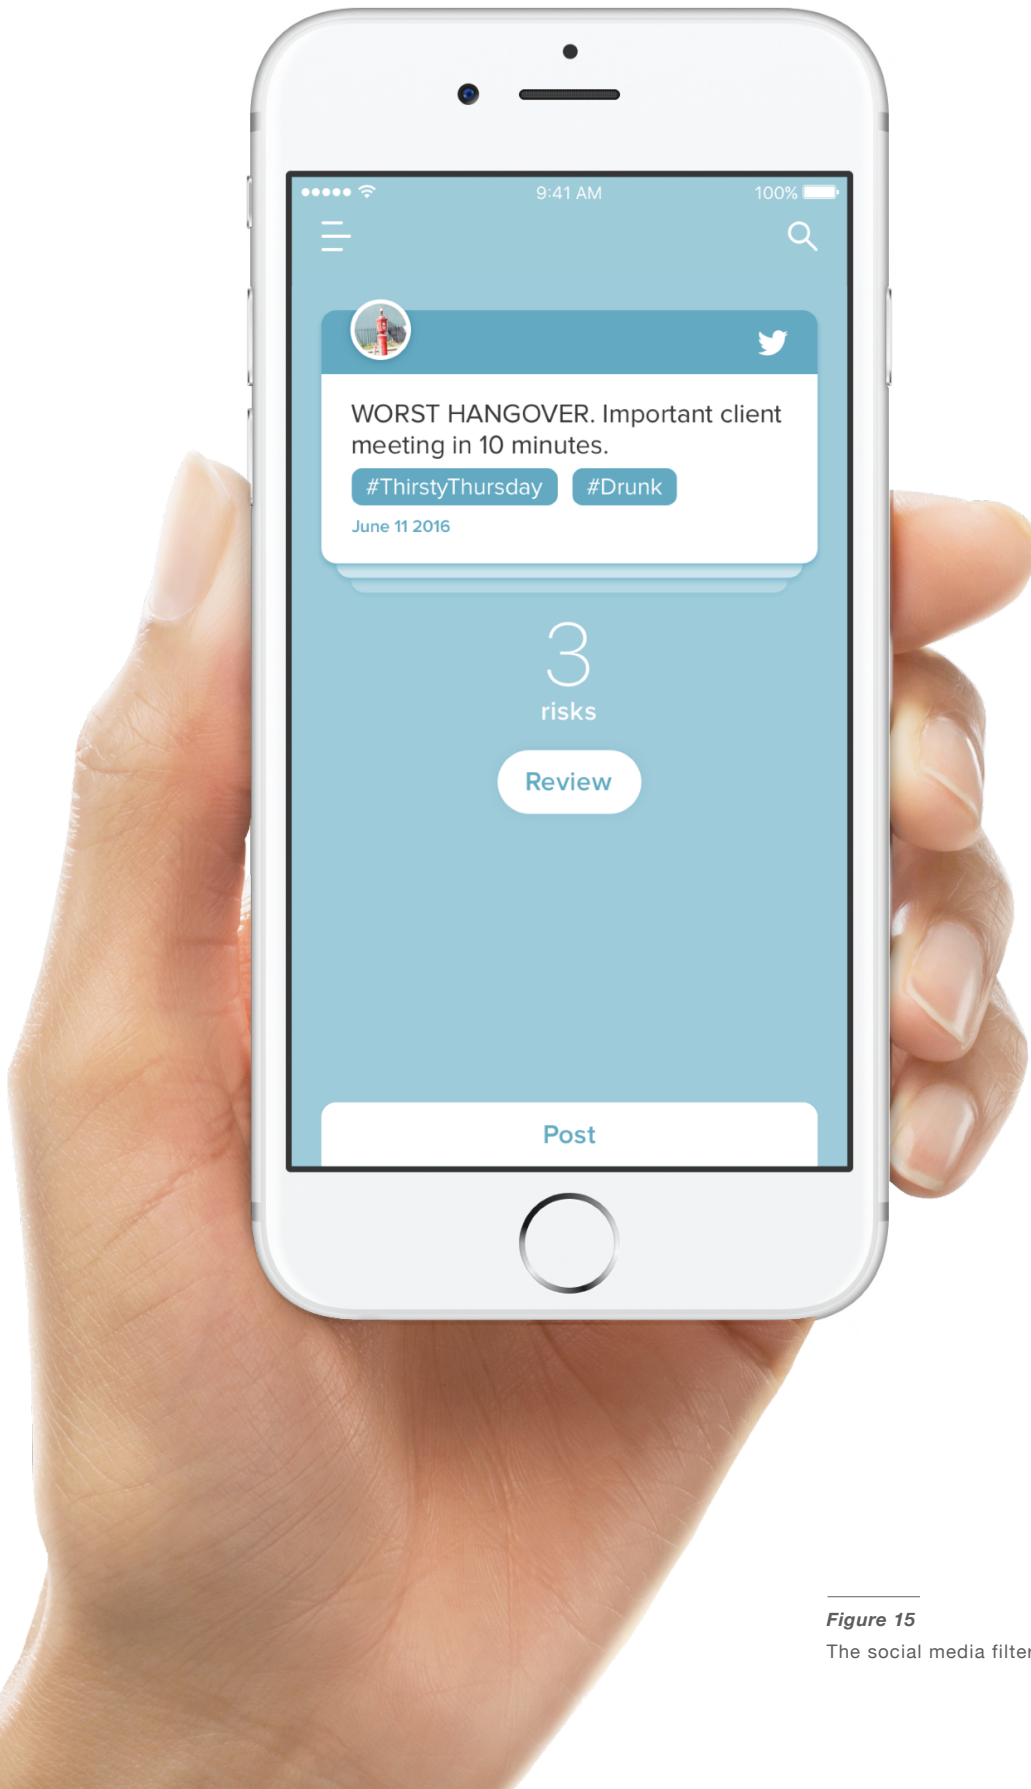 9:41 AM
100%
WORST HANGOVER. Important client
meeting in 10 minutes.
#ThirstyThursday #Drunk
June 11 2016
3
risks
Review
Post
Figure 15
The social media filter